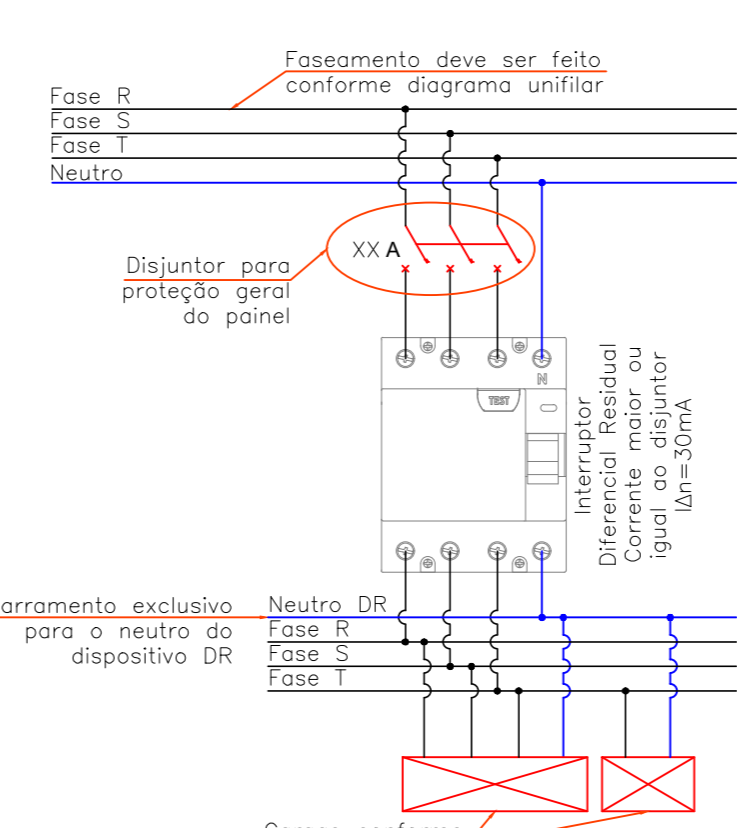 Faseamento deve ser feito
conforme diagrama unifilar
Fase R
Fase S
Fase T
Neutro
XX A
Disjuntor para
proteção geral
do painel
N
TEST
Interruptor
Diferencial Residual
Corrente maior ou
igual ao disjuntor
IΔn=30mA
arramento exclusivo
para o neutro do
dispositivo DR
Neutro DR
Fase R
Fase S
Fase T